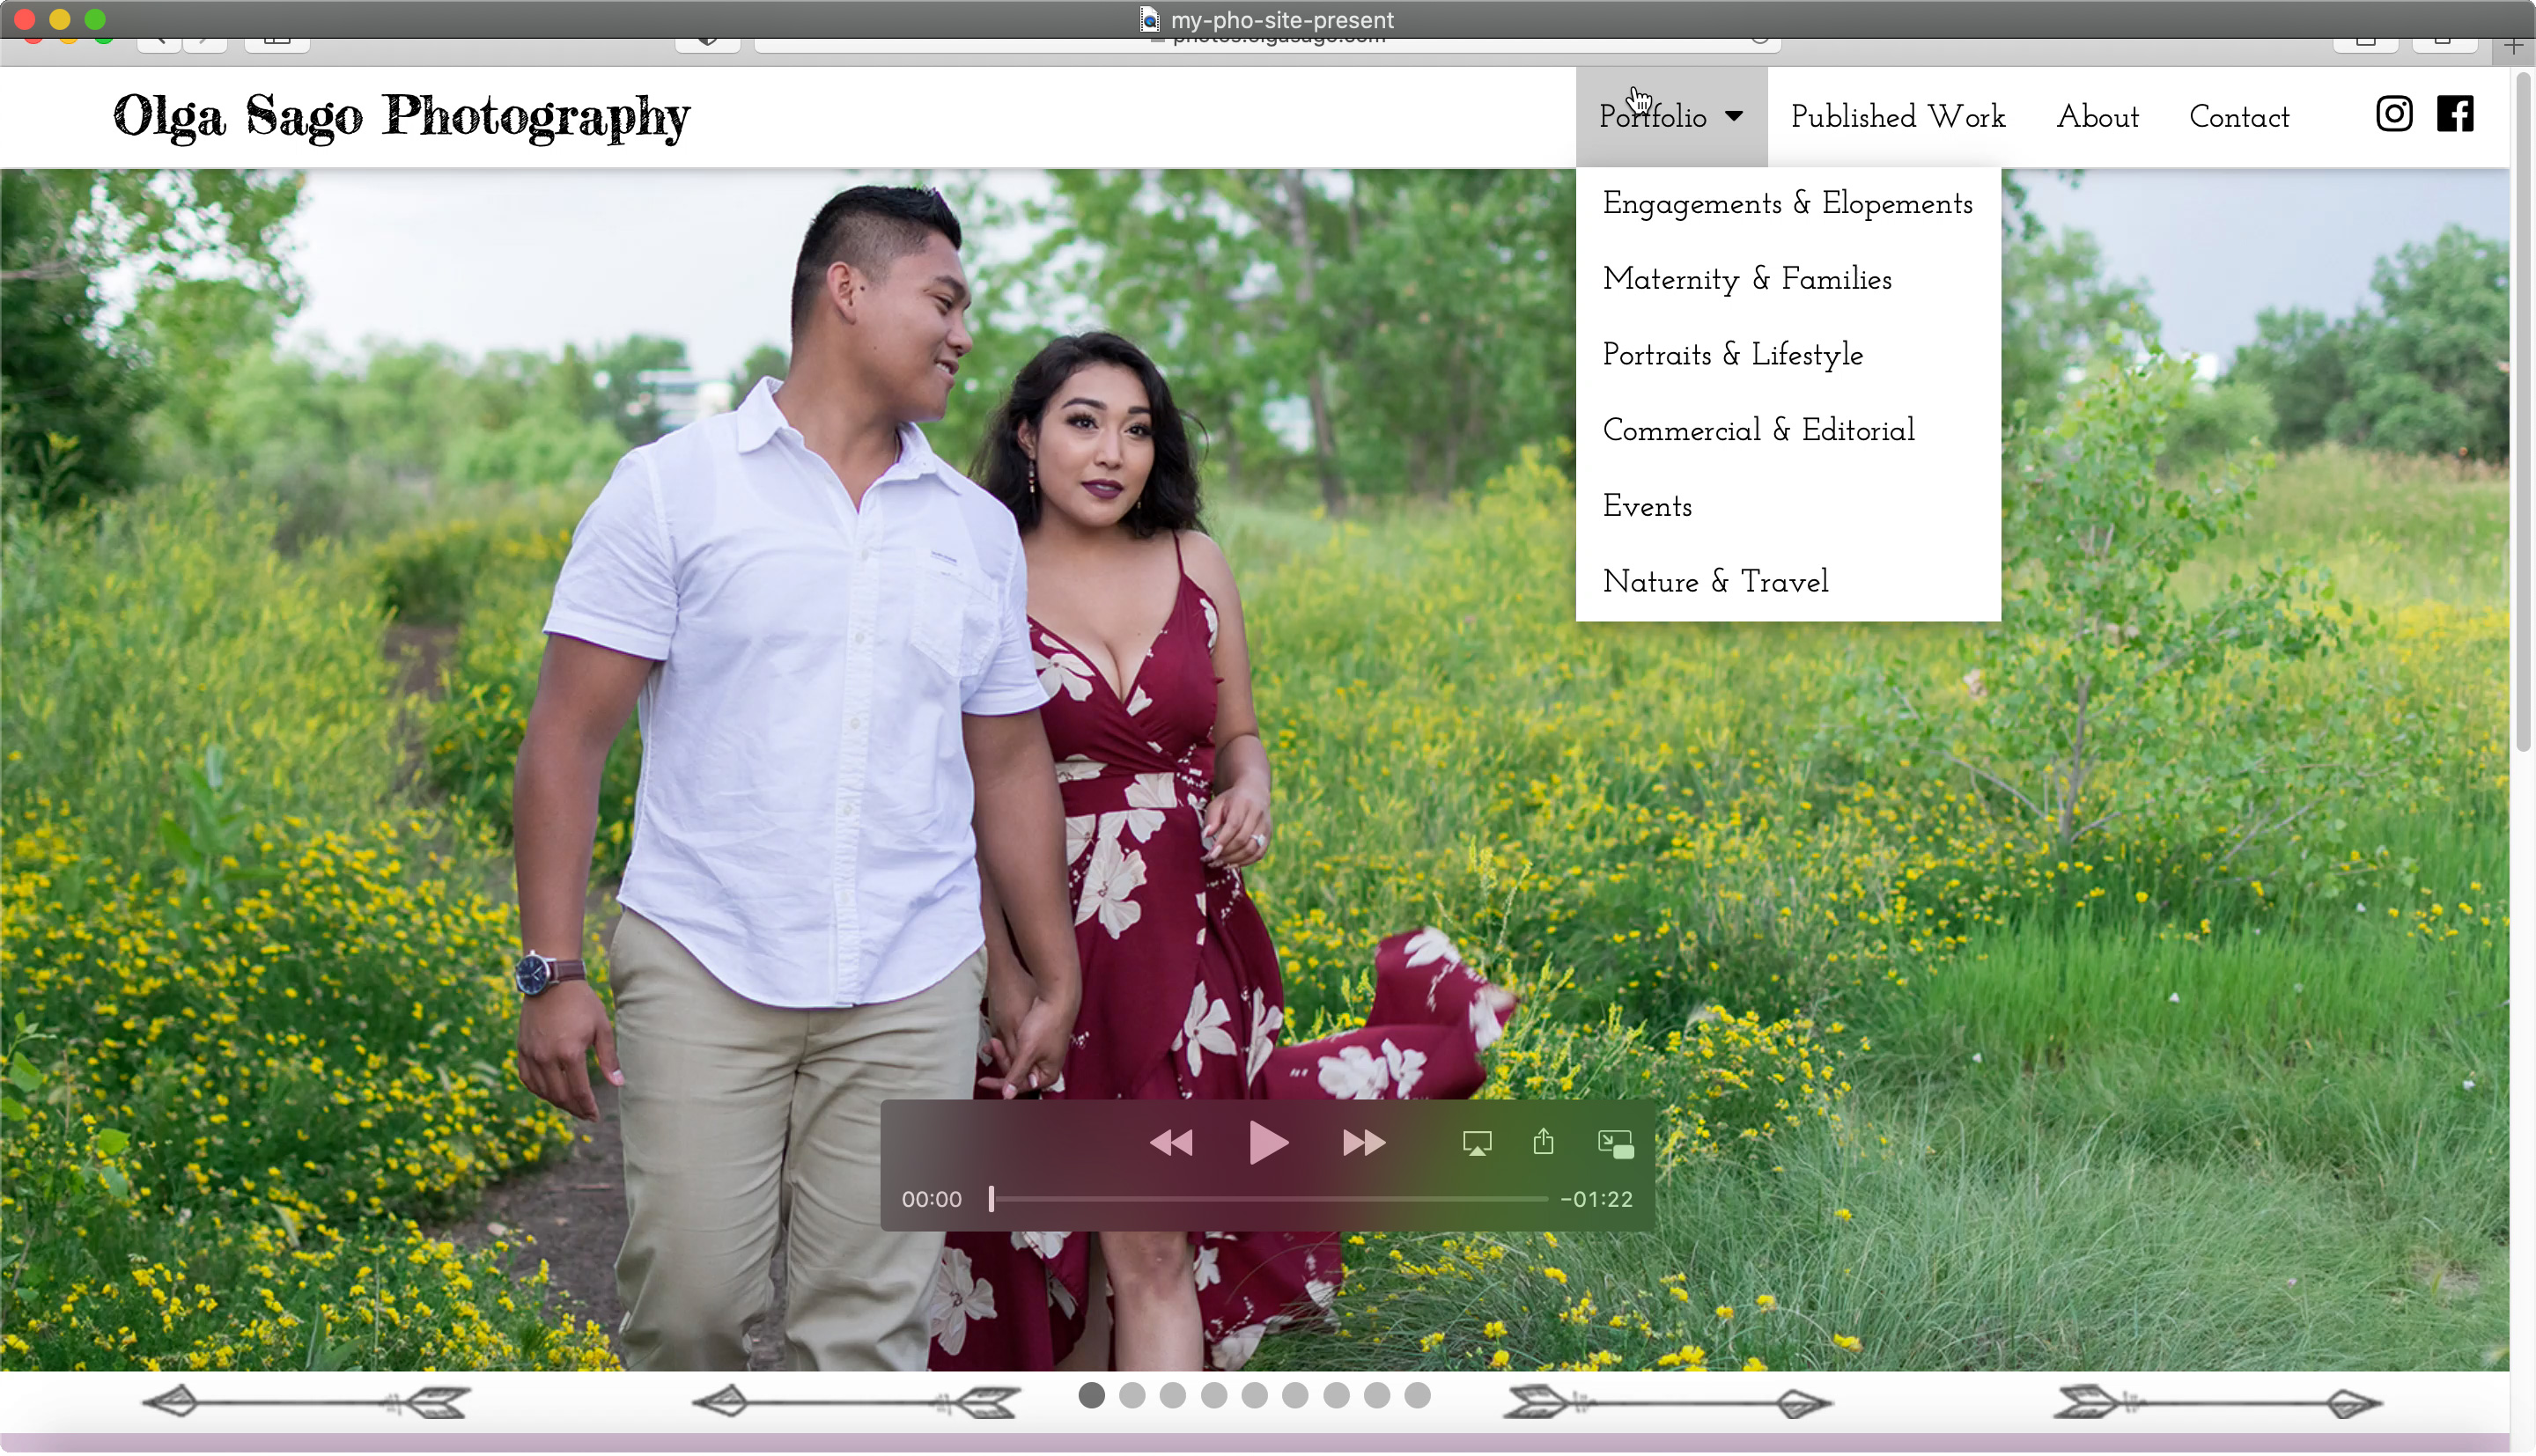 my-pho-site-present
photos.olgasago.com
Olga Sago Photography
Portfolio
Published Work
About
Contact
Engagements & Elopements
Maternity & Families
Portraits & Lifestyle
Commercial & Editorial
Events
Nature & Travel
00:00
-01:22